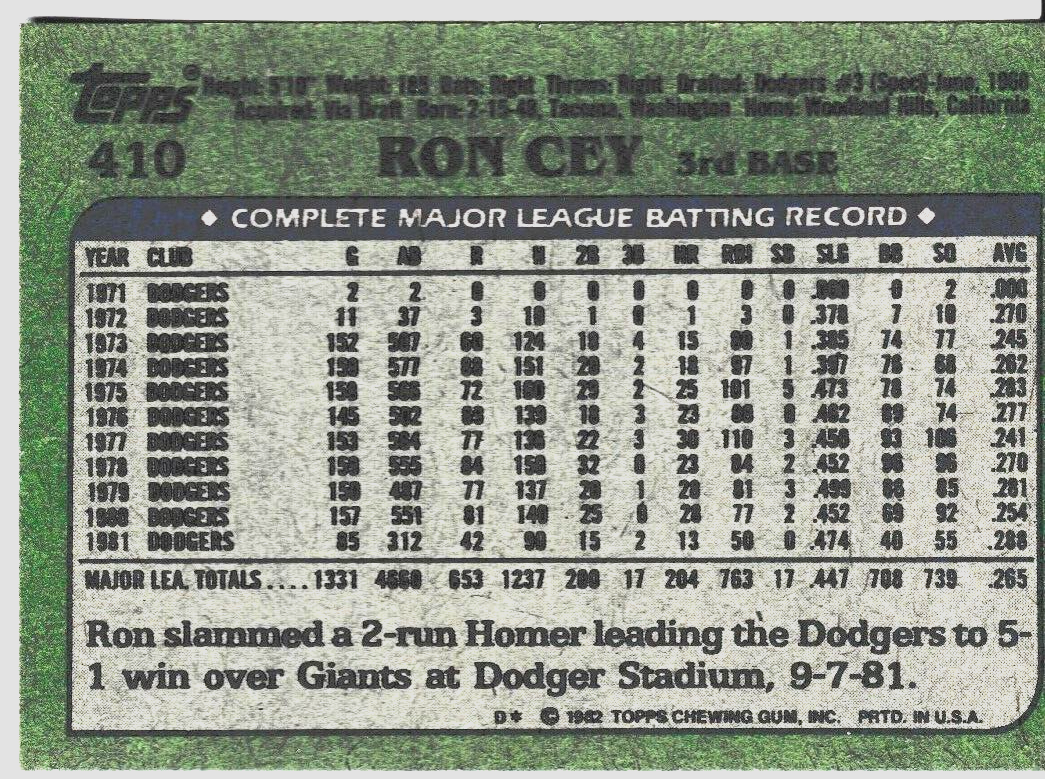 Topps
Height: 5'10" Weight: 185 Bats: Right Throws: Right Drafted: Dodgers #3 (Spec)-June, 1968
Acquired: Via Draft Born: 2-15-48, Tacoma, Washington Home: Woodland Hills, California
410 RON CEY 3rd BASE
◆ COMPLETE MAJOR LEAGUE BATTING RECORD ◆
YEAR CLUB G AB R H 2B 3B HR RBI SB SLG BB SO AVG
1971 DODGERS 2 2 0 0 0 0 0 0 0 .000 0 2 .000
1972 DODGERS 11 37 3 10 1 0 1 3 0 .378 7 10 .270
1973 DODGERS 152 507 60 124 18 4 15 80 1 .385 74 77 .245
1974 DODGERS 159 577 88 151 20 2 18 97 1 .397 76 68 .262
1975 DODGERS 158 566 72 160 29 2 25 101 5 .473 78 74 .283
1976 DODGERS 145 502 69 139 18 3 23 80 0 .462 89 74 .277
1977 DODGERS 153 564 77 136 22 3 30 110 3 .450 93 106 .241
1978 DODGERS 159 555 84 150 32 0 23 84 2 .452 96 96 .270
1979 DODGERS 150 487 77 137 20 1 28 81 3 .499 86 85 .281
1980 DODGERS 157 551 81 140 25 0 28 77 2 .452 69 92 .254
1981 DODGERS 85 312 42 90 15 2 13 50 0 .474 40 55 .288
MAJOR LEA. TOTALS.... 1331 4660 653 1237 200 17 204 763 17 .447 708 739 .265
Ron slammed a 2-run Homer leading the Dodgers to 5-
1 win over Giants at Dodger Stadium, 9-7-81.
D* © 1982 TOPPS CHEWING GUM, INC. PRTD. IN U.S.A.